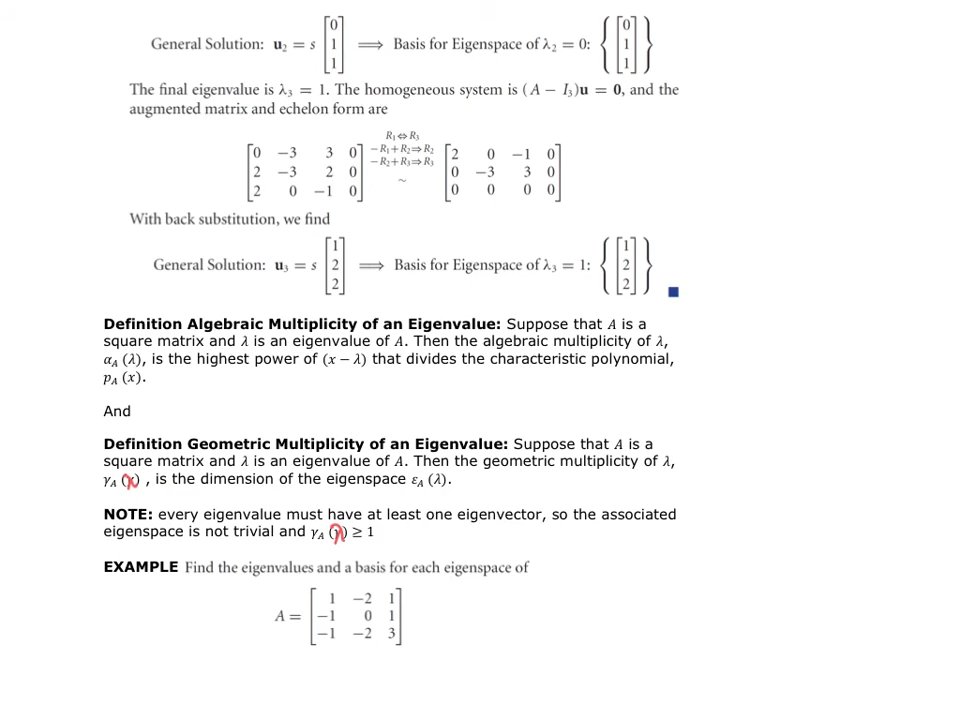 General Solution: u₂ = s [0 1 1] ⟹ Basis for Eigenspace of λ₂ = 0: { [0 1 1] }
The final eigenvalue is λ₃ = 1. The homogeneous system is (A − I₃)u = 0, and the
augmented matrix and echelon form are
R₁⇔R₃
−R₁+R₂⇒R₂
−R₂+R₃⇒R₃
~
[0 −3 3 0] [2 0 −1 0]
[2 −3 2 0] [0 −3 3 0]
[2 0 −1 0] [0 0 0 0]
With back substitution, we find
General Solution: u₃ = s [1 2 2] ⟹ Basis for Eigenspace of λ₃ = 1: { [1 2 2] }
Definition Algebraic Multiplicity of an Eigenvalue: Suppose that A is a
square matrix and λ is an eigenvalue of A. Then the algebraic multiplicity of λ,
α_A (λ), is the highest power of (x − λ) that divides the characteristic polynomial,
p_A (x).
And
Definition Geometric Multiplicity of an Eigenvalue: Suppose that A is a
square matrix and λ is an eigenvalue of A. Then the geometric multiplicity of λ,
γ_A (λ) , is the dimension of the eigenspace ε_A (λ).
NOTE: every eigenvalue must have at least one eigenvector, so the associated
eigenspace is not trivial and γ_A (λ) ≥ 1
EXAMPLE Find the eigenvalues and a basis for each eigenspace of
[1 −2 1]
A = [−1 0 1]
[−1 −2 3]